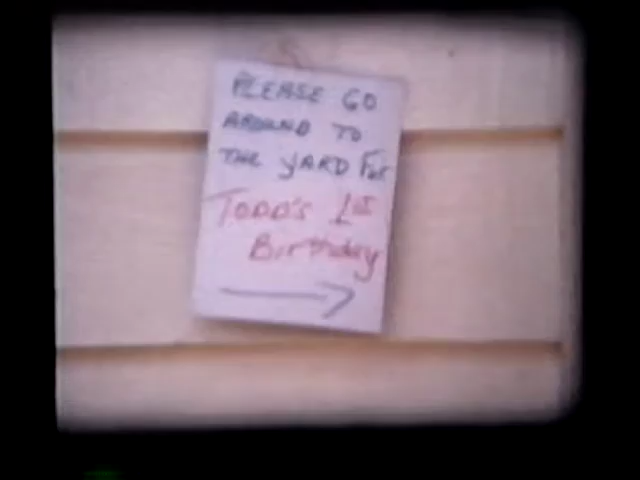 PLEASE GO
AROUND TO
THE YARD FOR
TODD'S 1ST
Birthday